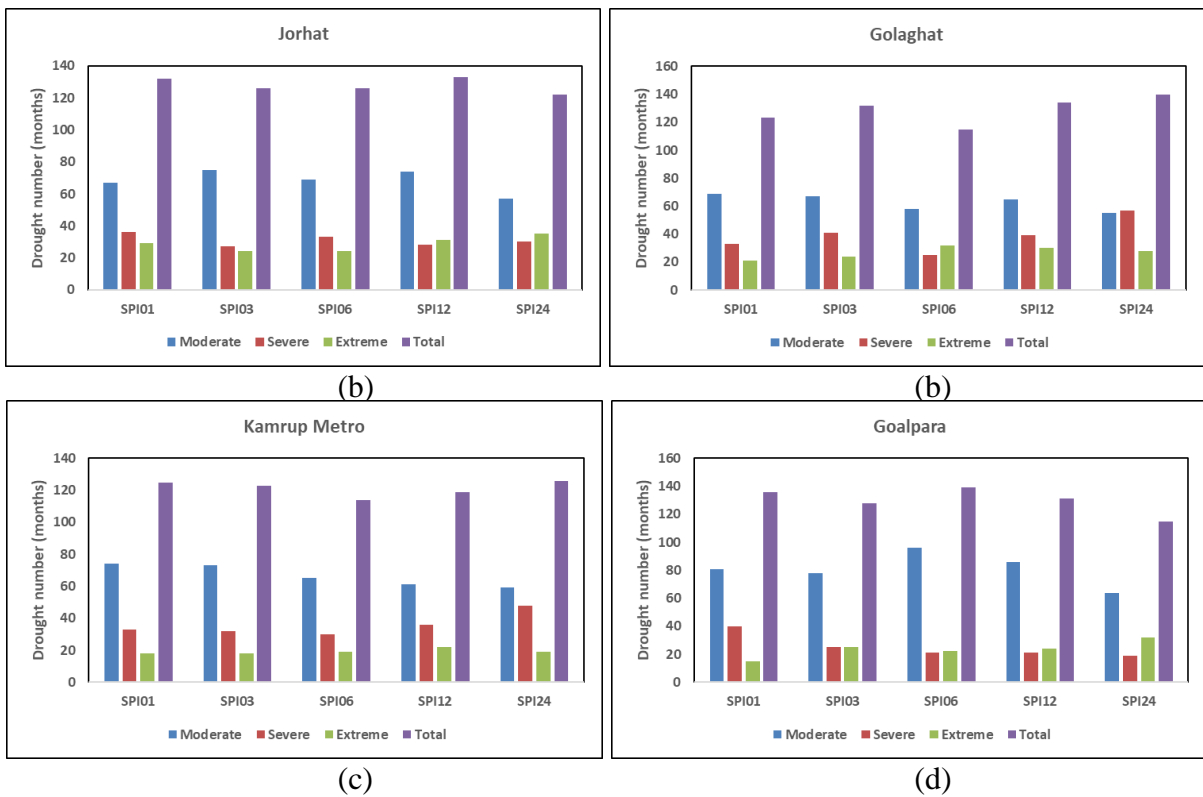 Jorhat
Drought number (months)
140
120
100
80
60
40
20
0
SPI01 SPI03 SPI06 SPI12 SPI24
Moderate Severe Extreme Total
(b)
Golaghat
Drought number (months)
160
140
120
100
80
60
40
20
0
SPI01 SPI03 SPI06 SPI12 SPI24
Moderate Severe Extreme Total
(b)
Kamrup Metro
Drought number (months)
140
120
100
80
60
40
20
0
SPI01 SPI03 SPI06 SPI12 SPI24
Moderate Severe Extreme Total
(c)
Goalpara
Drought number (months)
160
140
120
100
80
60
40
20
0
SPI01 SPI03 SPI06 SPI12 SPI24
Moderate Severe Extreme Total
(d)